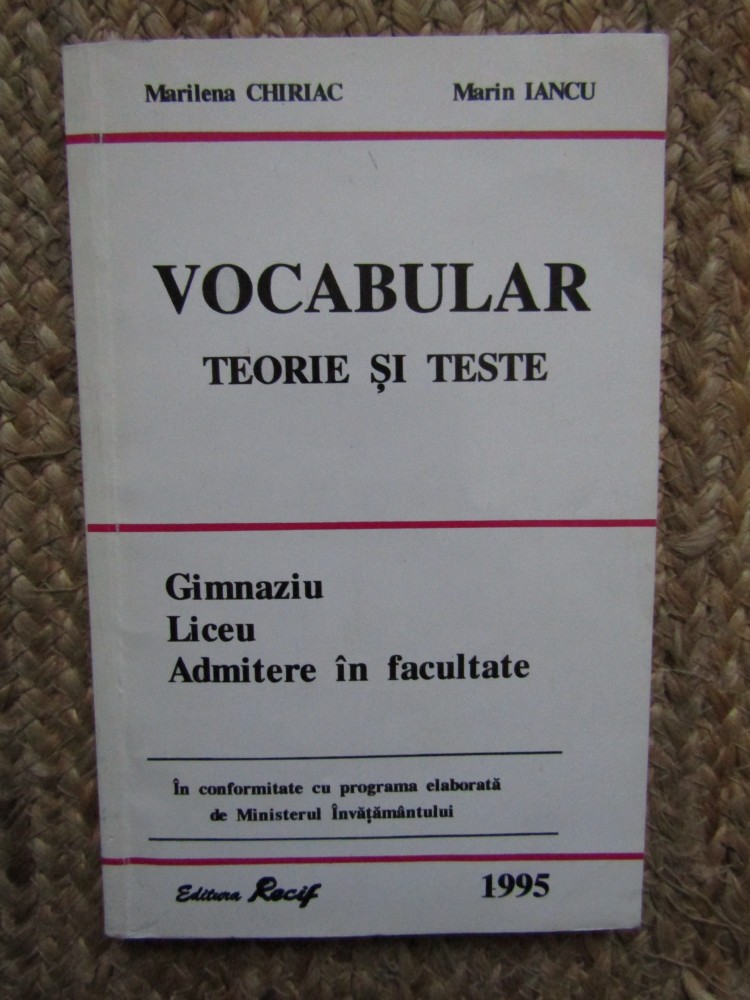 Marilena CHIRIAC Marin IANCU
VOCABULAR
TEORIE ȘI TESTE
Gimnaziu
Liceu
Admitere în facultate
În conformitate cu programa elaborată
de Ministerul Învățământului
Editura Recif 1995